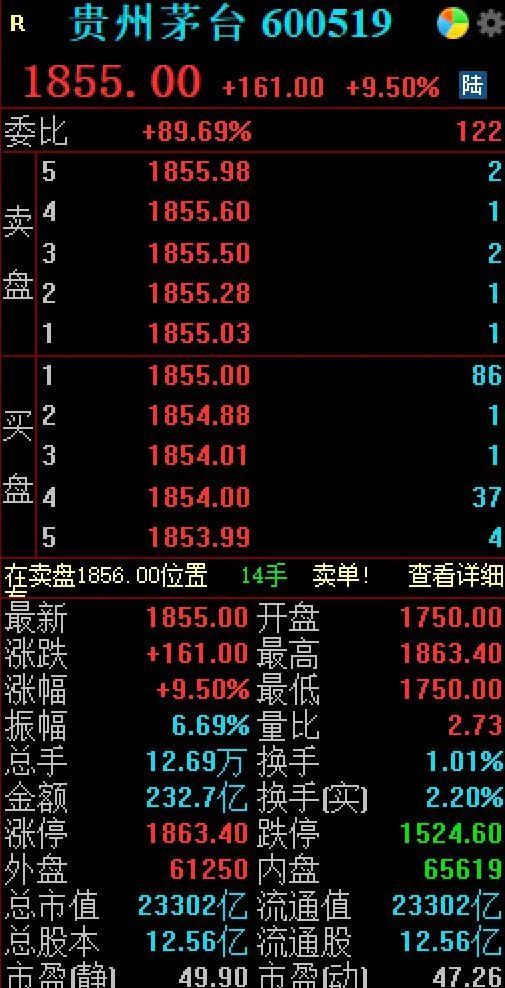 R 贵州茅台 600519
1855.00 +161.00 +9.50% 陆
委比 +89.69% 122
卖盘
5 1855.98 2
4 1855.60 1
3 1855.50 2
2 1855.28 1
1 1855.03 1
买盘
1 1855.00 86
2 1854.88 1
3 1854.01 1
4 1854.00 37
5 1853.99 4
在卖盘1856.00位置 14手 卖单! 查看详细
最新 1855.00 开盘 1750.00
涨跌 +161.00 最高 1863.40
涨幅 +9.50% 最低 1750.00
振幅 6.69% 量比 2.73
总手 12.69万 换手 1.01%
金额 232.7亿 换手(实) 2.20%
涨停 1863.40 跌停 1524.60
外盘 61250 内盘 65619
总市值 23302亿 流通值 23302亿
总股本 12.56亿 流通股 12.56亿
市盈(静) 49.90 市盈(动) 47.26